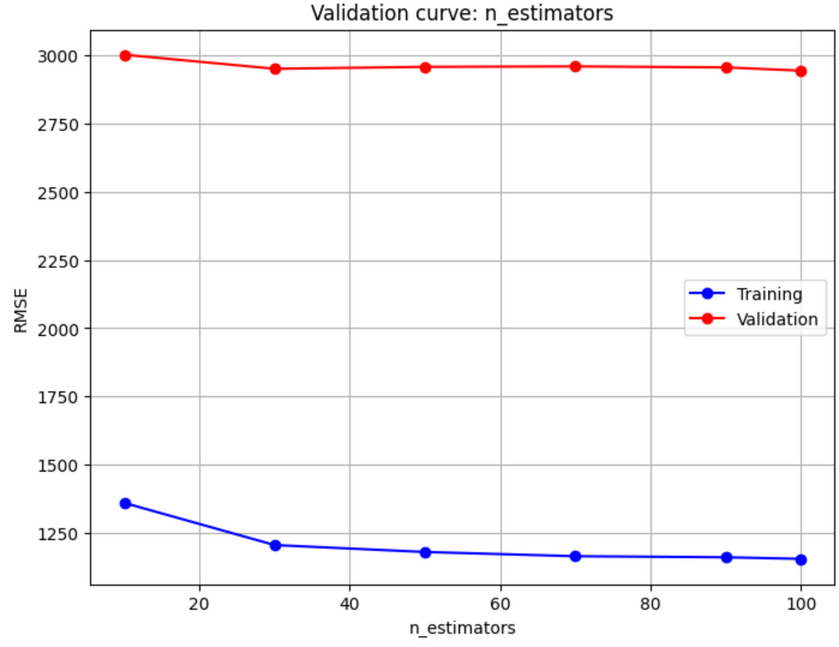 Validation curve: n_estimators
3000
2750
2500
2250
2000
1750
1500
1250
RMSE
Training
Validation
20 40 60 80 100
n_estimators